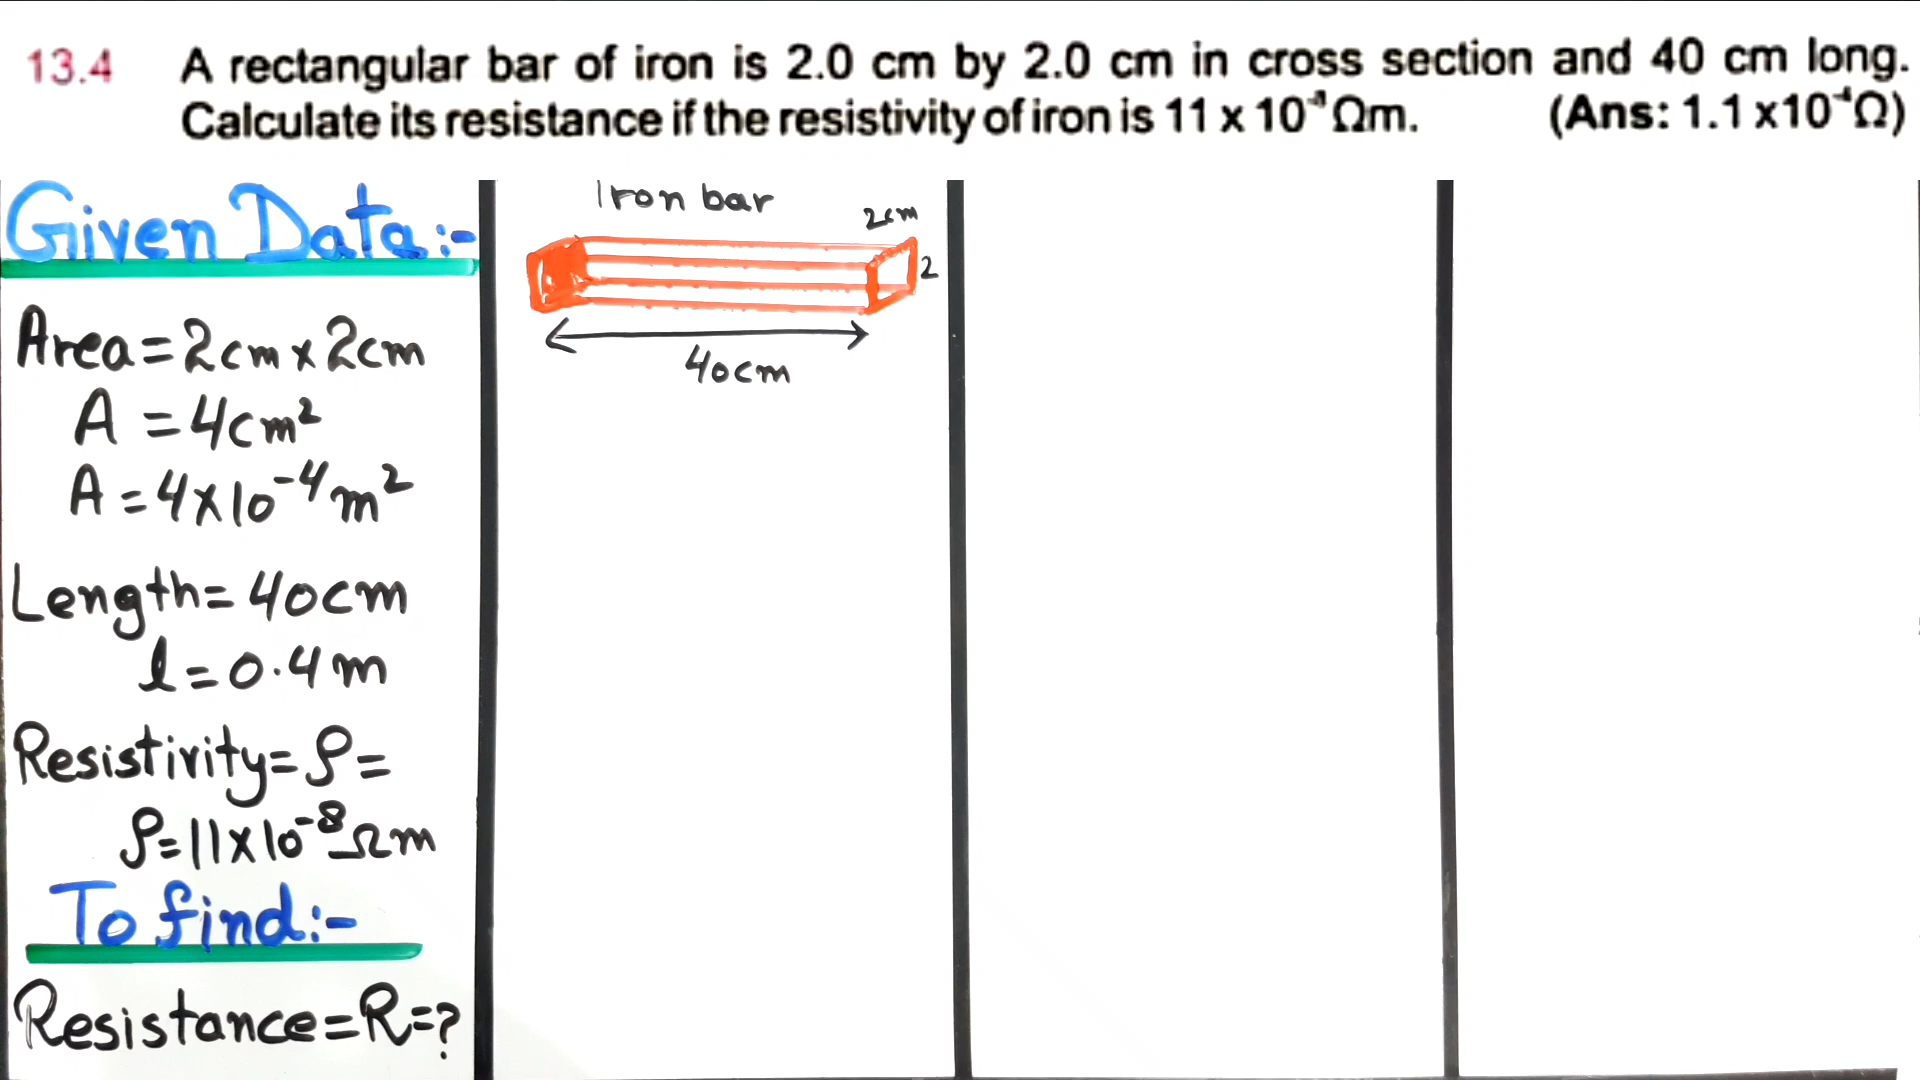 13.4 A rectangular bar of iron is 2.0 cm by 2.0 cm in cross section and 40 cm long.
Calculate its resistance if the resistivity of iron is 11 x 10⁻⁸ Ωm. (Ans: 1.1 x10⁻⁴Ω)
Given Data:-
Area=2cm x 2cm
A = 4cm²
A = 4x10⁻⁴m²
Length= 40cm
l = 0.4m
Resistivity= ρ =
ρ=11x10⁻⁸Ωm
To find:-
Resistance=R=?
Iron bar
2cm
2
40cm